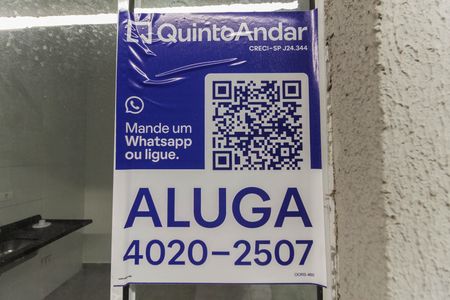 QuintoAndar
CRECI-SP J24.344
Mande um
Whatsapp
ou ligue.
ALUGA
4020-2507